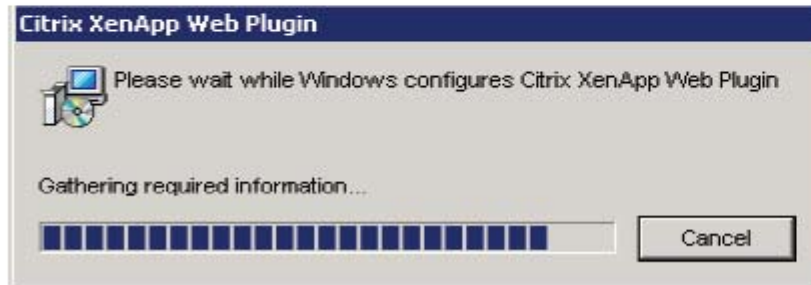 Citrix XenApp Web Plugin
Please wait while Windows configures Citrix XenApp Web Plugin
Gathering required information...
Cancel